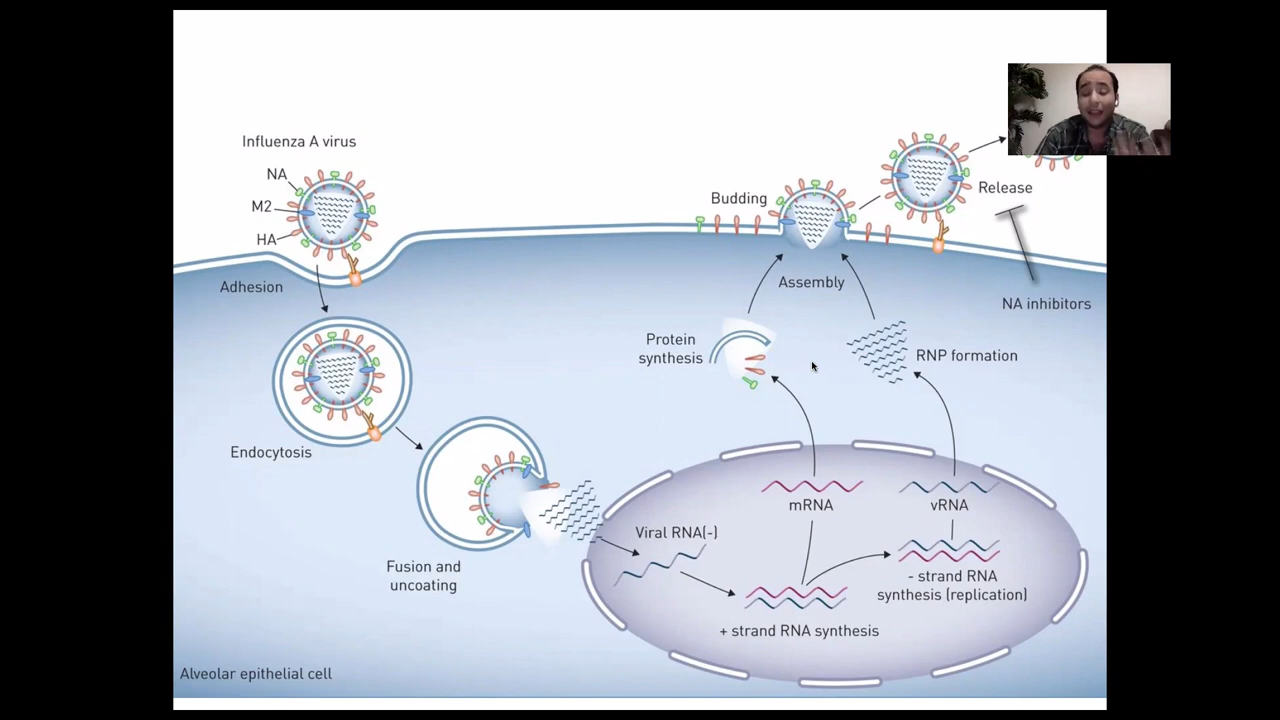 Influenza A virus
NA
M2
HA
Adhesion
Endocytosis
Fusion and
uncoating
Viral RNA(-)
+ strand RNA synthesis
- strand RNA
synthesis (replication)
mRNA
vRNA
Protein
synthesis
RNP formation
Assembly
Budding
Release
NA inhibitors
Alveolar epithelial cell